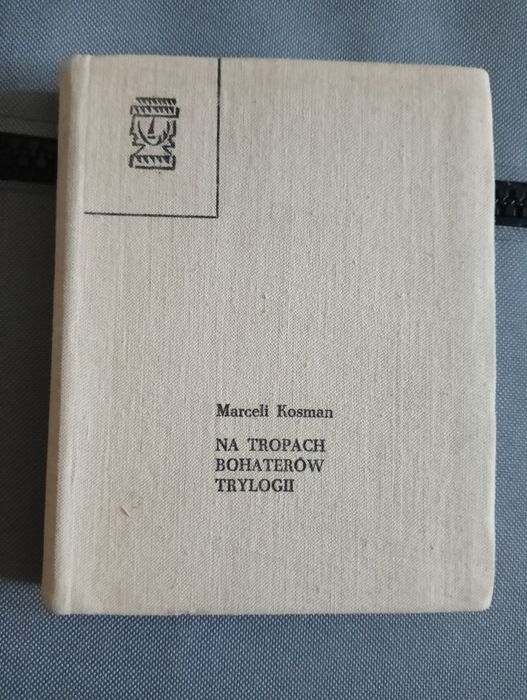 Marceli Kosman
NA TROPACH
BOHATERÓW
TRYLOGII